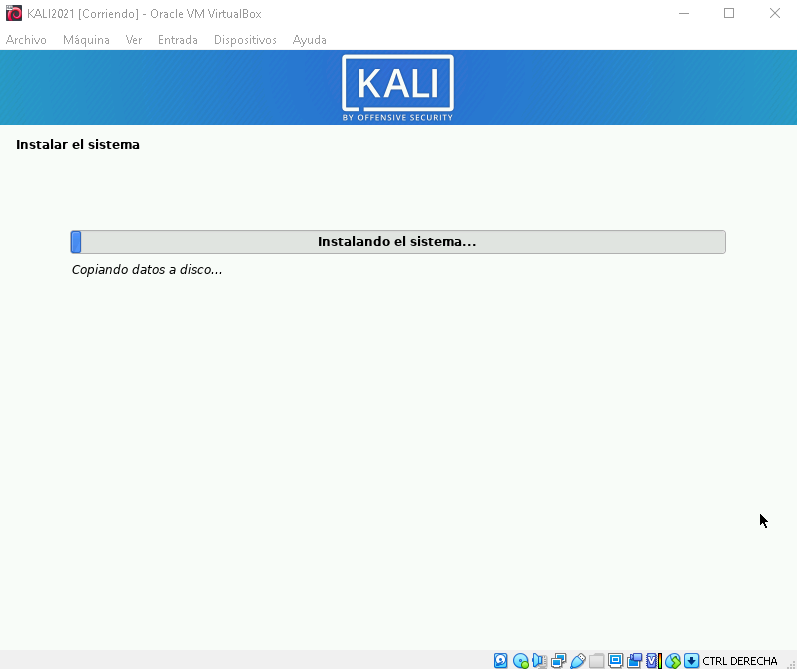 KALI2021 [Corriendo] - Oracle VM VirtualBox
Archivo Máquina Ver Entrada Dispositivos Ayuda
KALI
BY OFFENSIVE SECURITY
Instalar el sistema
Instalando el sistema...
Copiando datos a disco...
CTRL DERECHA